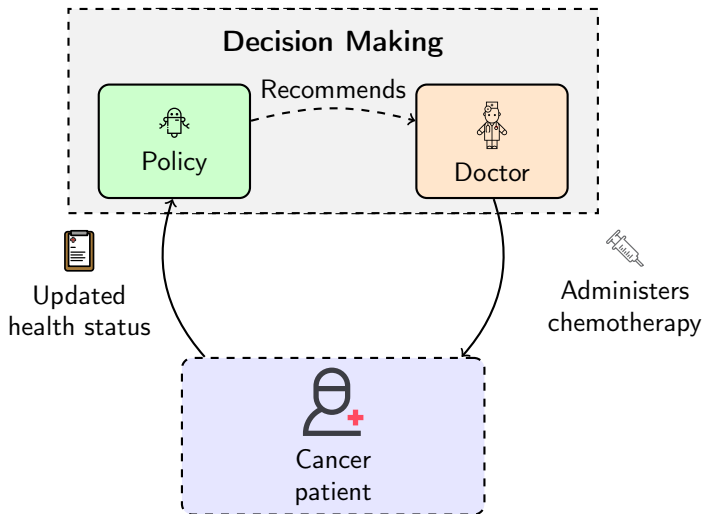 Decision Making
Recommends
Policy
Doctor
Updated
health status
Administers
chemotherapy
Cancer
patient